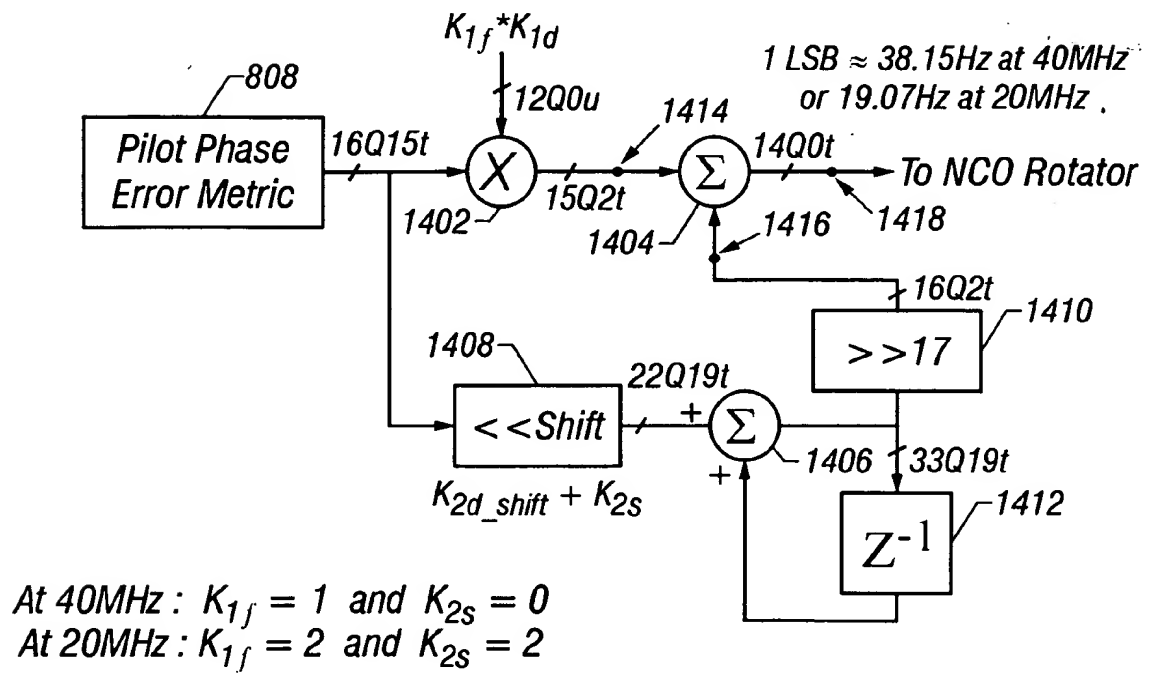 K1f*K1d
1 LSB ≈ 38.15Hz at 40MHz
or 19.07Hz at 20MHz .
808
12Q0u
1414
Pilot Phase
Error Metric
16Q15t
X
Σ
14Q0t
To NCO Rotator
1402
15Q2t
1404
1416
1418
16Q2t
1410
>>17
1408
22Q19t
<<Shift
+
Σ
+
1406
33Q19t
K2d_shift + K2s
1412
Z-1
At 40MHz : K1f = 1 and K2s = 0
At 20MHz : K1f = 2 and K2s = 2